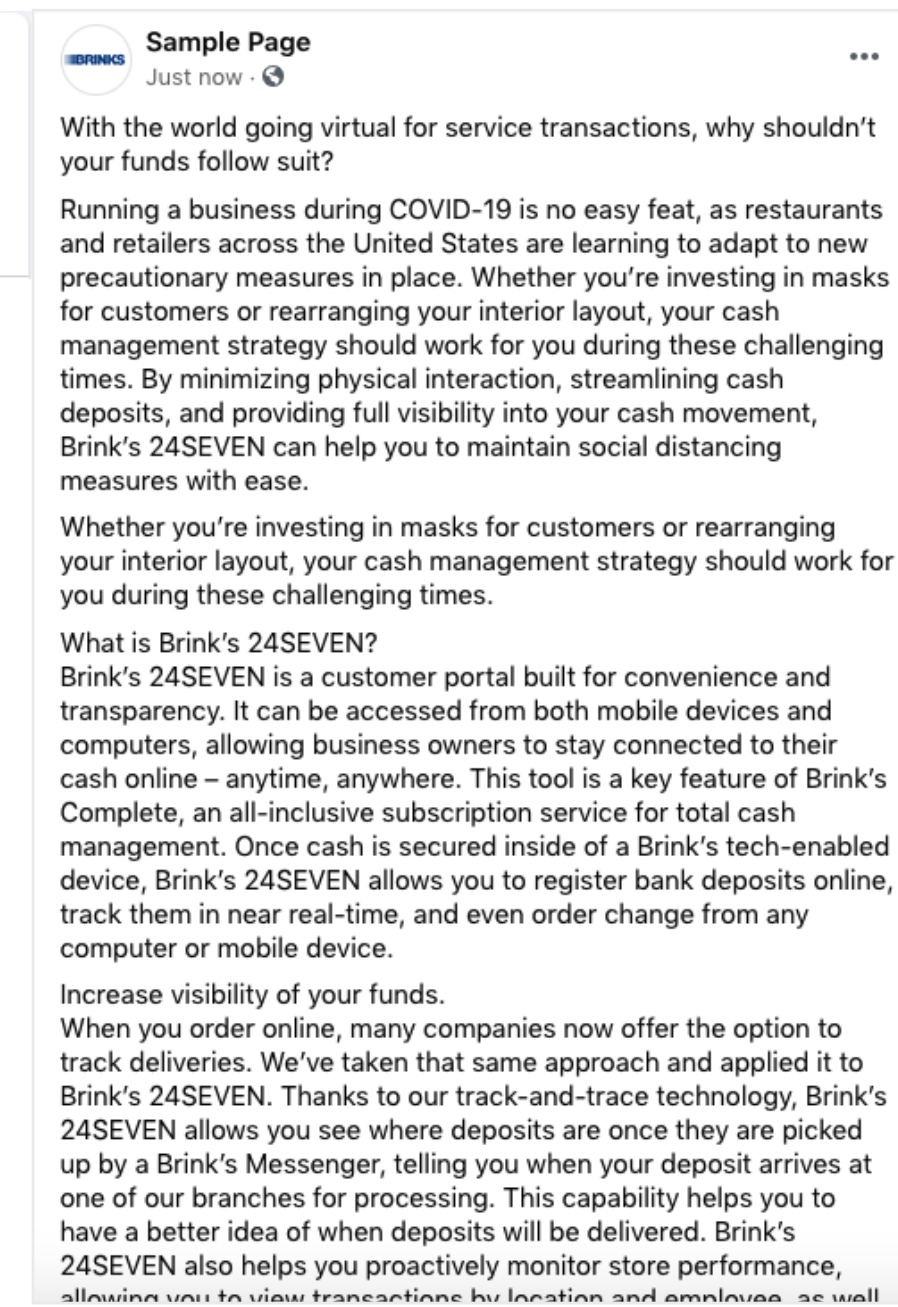 BRINKS
Sample Page
Just now ·
With the world going virtual for service transactions, why shouldn't
your funds follow suit?
Running a business during COVID-19 is no easy feat, as restaurants
and retailers across the United States are learning to adapt to new
precautionary measures in place. Whether you're investing in masks
for customers or rearranging your interior layout, your cash
management strategy should work for you during these challenging
times. By minimizing physical interaction, streamlining cash
deposits, and providing full visibility into your cash movement,
Brink's 24SEVEN can help you to maintain social distancing
measures with ease.
Whether you're investing in masks for customers or rearranging
your interior layout, your cash management strategy should work for
you during these challenging times.
What is Brink's 24SEVEN?
Brink's 24SEVEN is a customer portal built for convenience and
transparency. It can be accessed from both mobile devices and
computers, allowing business owners to stay connected to their
cash online – anytime, anywhere. This tool is a key feature of Brink's
Complete, an all-inclusive subscription service for total cash
management. Once cash is secured inside of a Brink's tech-enabled
device, Brink's 24SEVEN allows you to register bank deposits online,
track them in near real-time, and even order change from any
computer or mobile device.
Increase visibility of your funds.
When you order online, many companies now offer the option to
track deliveries. We've taken that same approach and applied it to
Brink's 24SEVEN. Thanks to our track-and-trace technology, Brink's
24SEVEN allows you see where deposits are once they are picked
up by a Brink's Messenger, telling you when your deposit arrives at
one of our branches for processing. This capability helps you to
have a better idea of when deposits will be delivered. Brink's
24SEVEN also helps you proactively monitor store performance,
allowing you to view transactions by location and employee, as well